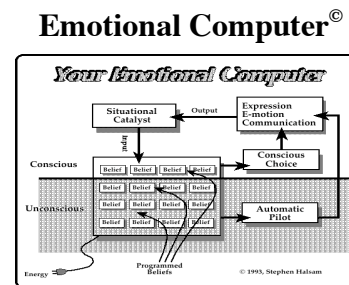 Emotional Computer©
Your Emotional Computer
Situational
Catalyst
Output
Expression
E-motion
Communication
Input
Conscious
Choice
Conscious
Belief Belief Belief Belief
Belief Belief Belief Belief
Unconscious
Belief Belief Belief Belief
Belief Belief Belief Belief
Automatic
Pilot
Programmed
Beliefs
Energy
© 1993, Stephen Halsam